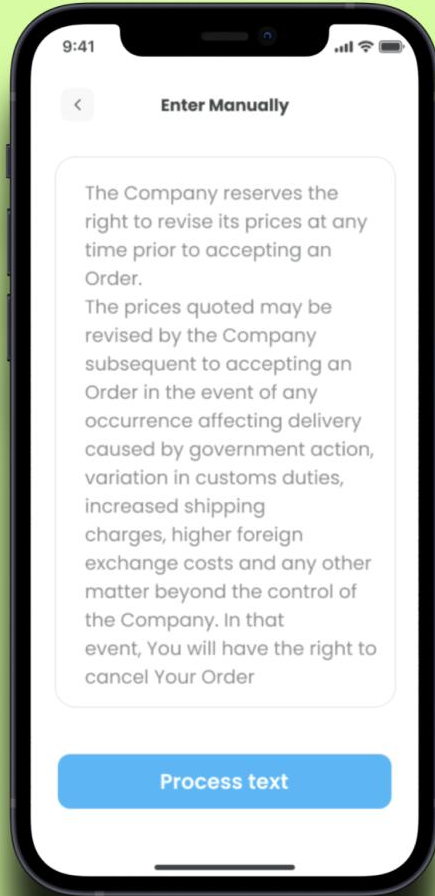 9:41
Enter Manually
The Company reserves the
right to revise its prices at any
time prior to accepting an
Order.
The prices quoted may be
revised by the Company
subsequent to accepting an
Order in the event of any
occurrence affecting delivery
caused by government action,
variation in customs duties,
increased shipping
charges, higher foreign
exchange costs and any other
matter beyond the control of
the Company. In that
event, You will have the right to
cancel Your Order
Process text